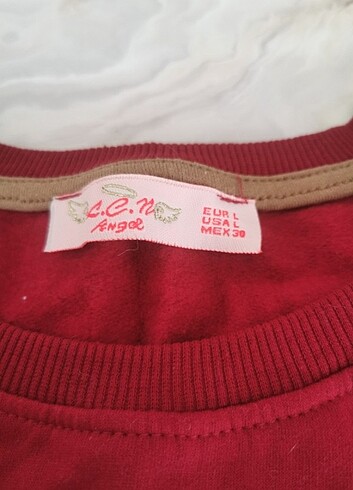 L.C.N
Angel
EUR L
USA L
MEX 30